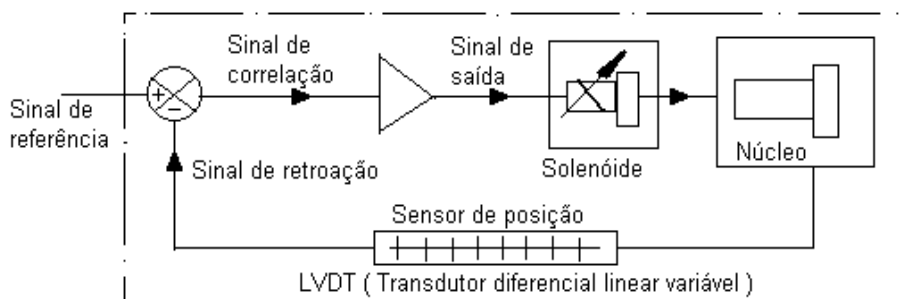 Sinal de
correlação
Sinal de
saída
+
−
Sinal de
referência
Núcleo
Solenóide
Sinal de retroação
Sensor de posição
LVDT ( Transdutor diferencial linear variável )